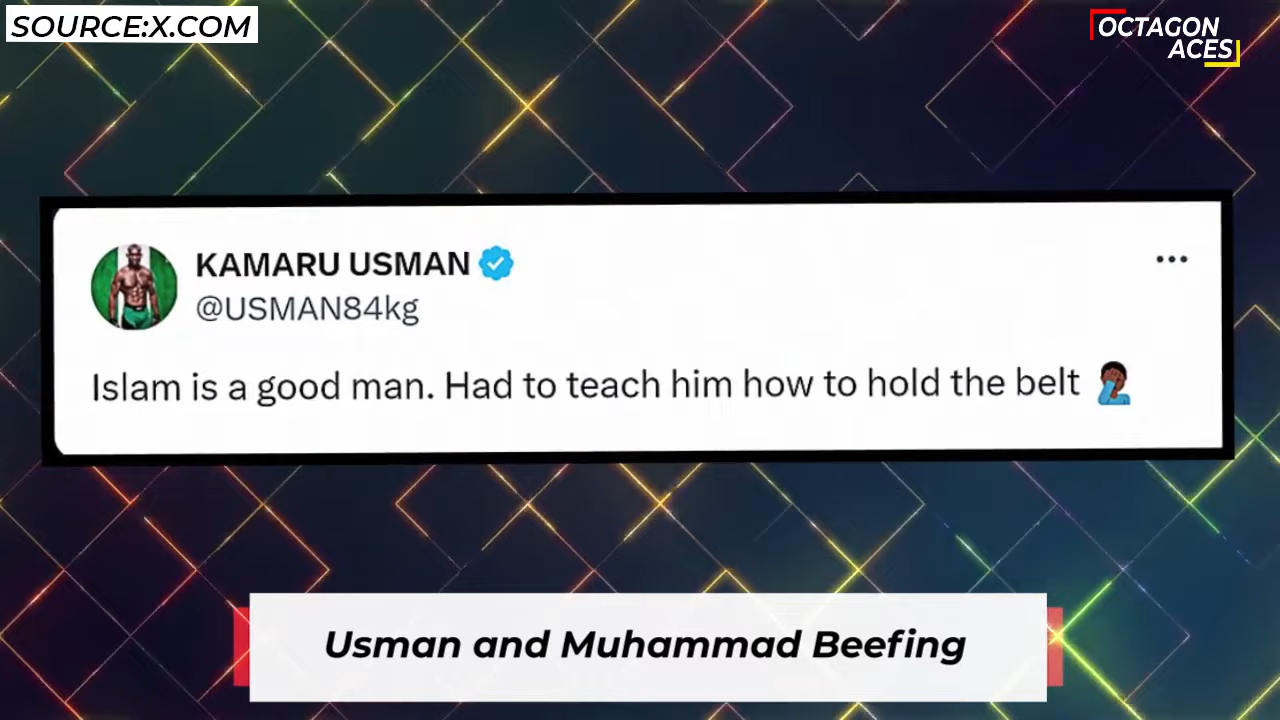 SOURCE:X.COM
OCTAGON
ACES
KAMARU USMAN
@USMAN84kg
Islam is a good man. Had to teach him how to hold the belt 🤦🏿‍♂️
Usman and Muhammad Beefing